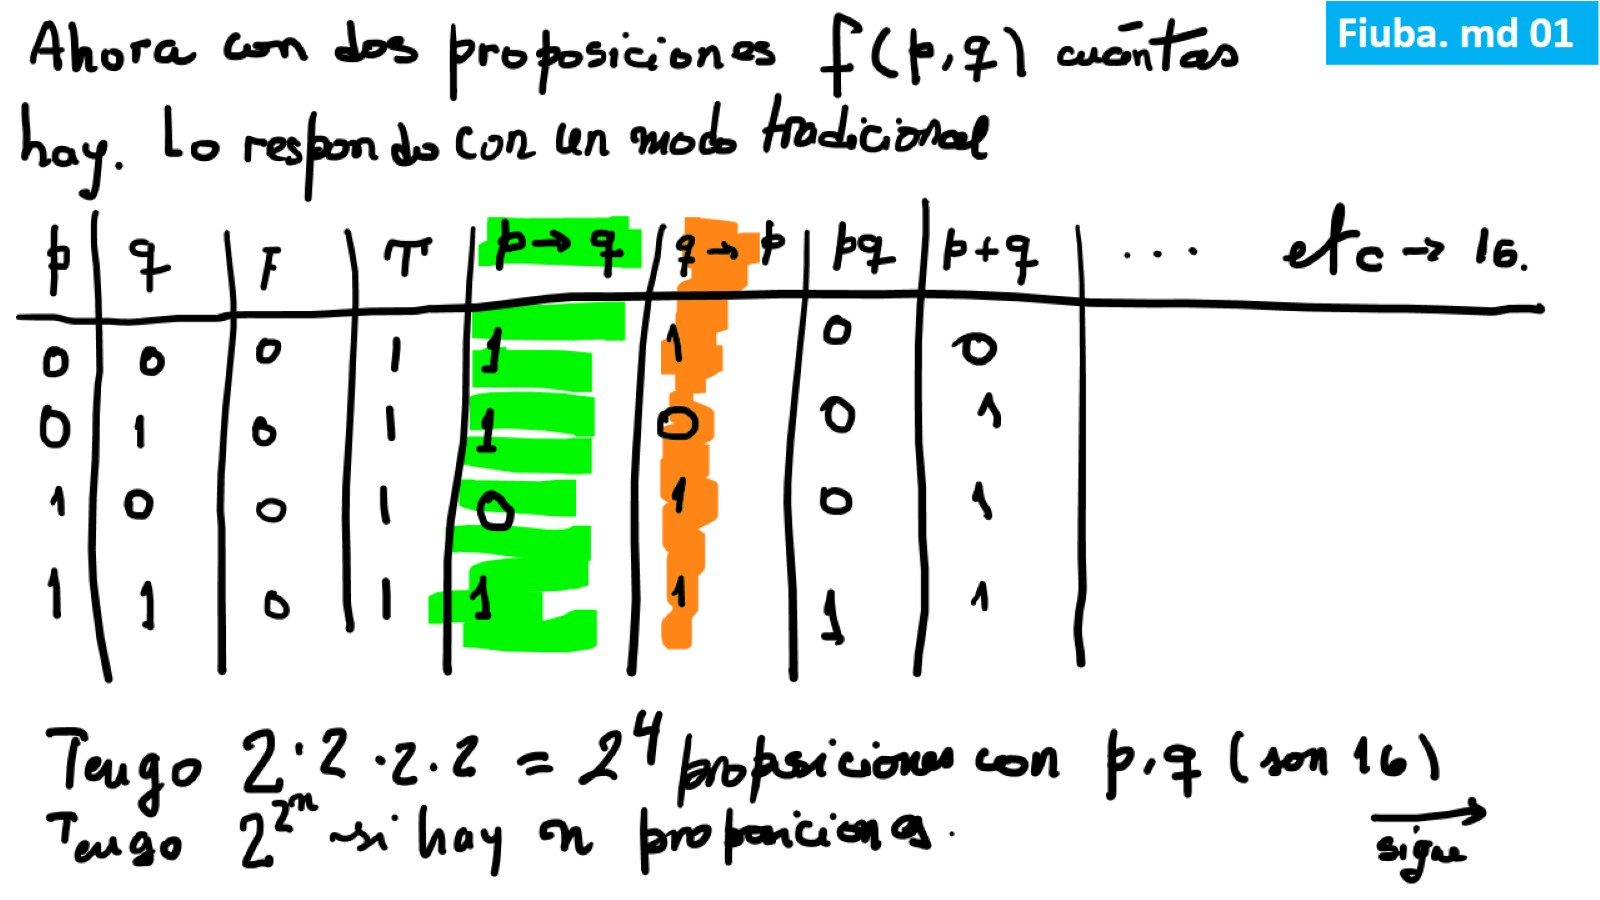 Fiuba. md 01
Ahora con dos proposiciones f(p,q) cuántas
hay. Lo respondo con un modo tradicional
p q F T p→q q→p pq p+q ... etc → 16.
0 0 0 1 1 1 0 0
0 1 0 1 1 0 0 1
1 0 0 1 0 1 0 1
1 1 0 1 1 1 1 1
Tengo 2·2·2·2 = 2^4 proposiciones con p,q (son 16)
Tengo 2^2^n si hay n proposiciones.
sigue